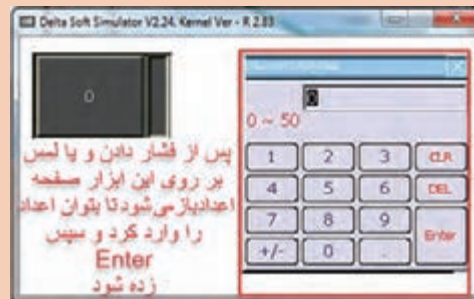 Delta Soft Simulator V2.24, Kernel Ver - R 2.83
0
پس از فشار دادن و یا لمس
بر روی این ابزار صفحه
اعدادبازمی‌شودتا بتوان اعداد
را وارد کرد و سپس
Enter
زده شود
0
0 ~ 50
1 2 3 CLR
4 5 6 DEL
7 8 9 Enter
+/- 0 .